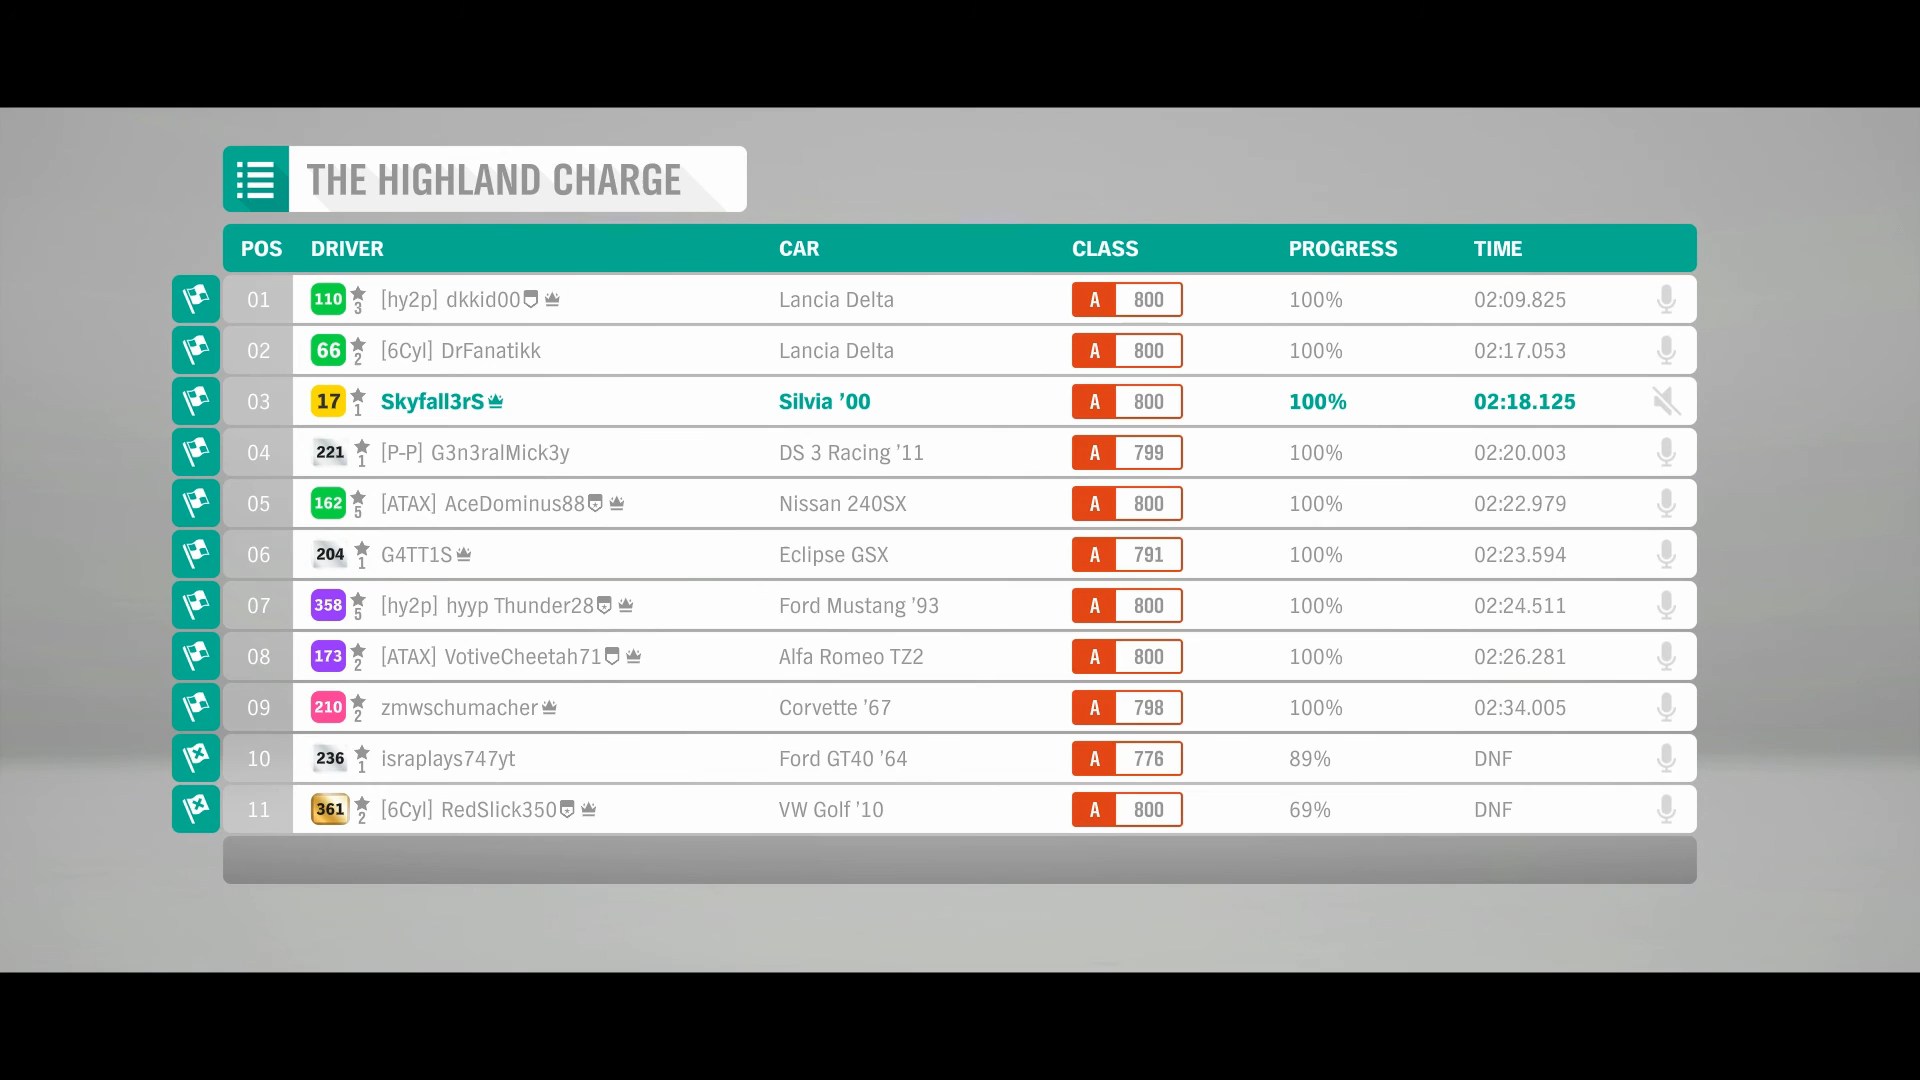 THE HIGHLAND CHARGE
POS DRIVER CAR CLASS PROGRESS TIME
01 110 3 [hy2p] dkkid00 Lancia Delta A 800 100% 02:09.825
02 66 2 [6Cyl] DrFanatikk Lancia Delta A 800 100% 02:17.053
03 17 1 Skyfall3rS Silvia ’00 A 800 100% 02:18.125
04 221 1 [P-P] G3n3ralMick3y DS 3 Racing ’11 A 799 100% 02:20.003
05 162 5 [ATAX] AceDominus88 Nissan 240SX A 800 100% 02:22.979
06 204 1 G4TT1S Eclipse GSX A 791 100% 02:23.594
07 358 5 [hy2p] hyyp Thunder28 Ford Mustang ’93 A 800 100% 02:24.511
08 173 2 [ATAX] VotiveCheetah71 Alfa Romeo TZ2 A 800 100% 02:26.281
09 210 2 zmwschumacher Corvette ’67 A 798 100% 02:34.005
10 236 1 israplays747yt Ford GT40 ’64 A 776 89% DNF
11 361 2 [6Cyl] RedSlick350 VW Golf ’10 A 800 69% DNF